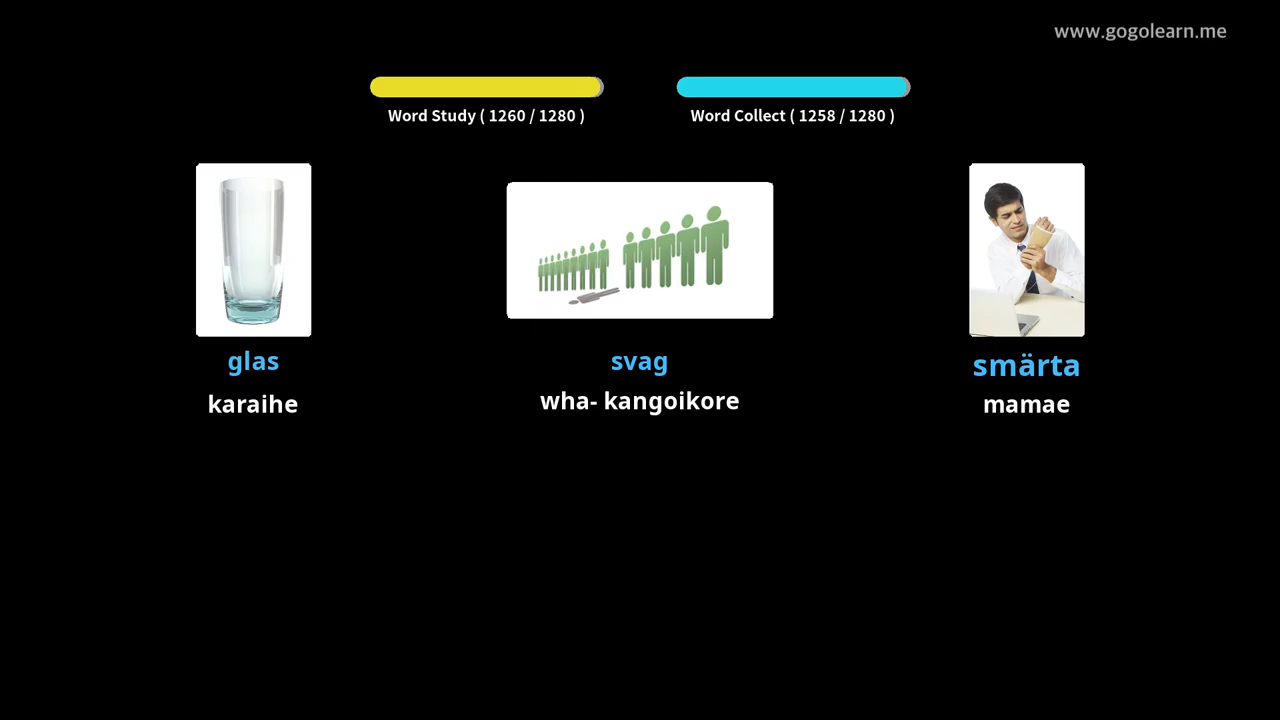 www.gogolearn.me
Word Study ( 1260 / 1280 )
Word Collect ( 1258 / 1280 )
glas
karaihe
svag
wha- kangoikore
smärta
mamae